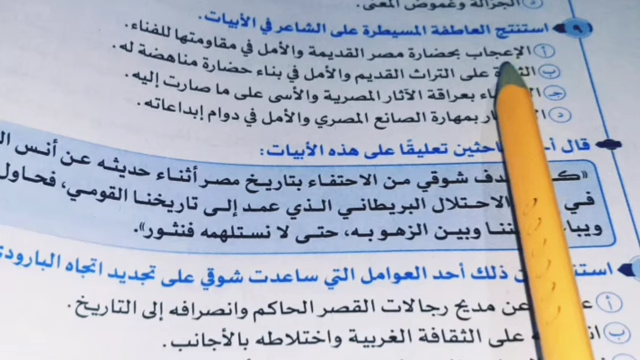 د الجزالة وغموض المعنى.
٩ استنتج العاطفة المسيطرة على الشاعر في الأبيات.
أ الإعجاب بحضارة مصر القديمة والأمل في مقاومتها للفناء.
ب على التراث القديم والأمل في بناء حضارة مناهضة له.
ج بعراقة الآثار المصرية والأسى على ما صارت إليه.
د بمهارة الصانع المصري والأمل في دوام إبداعاته.
قال تعليقًا على هذه الأبيات:
شوقي من الاحتفاء بتاريخ مصر أثناء حديثه عن أنس
في الاحتلال البريطاني الذي عمد إلى تاريخنا القومي، فحاول
وبين الزهو به، حتى لا نستلهمه فنثور».
ذلك أحد العوامل التي ساعدت شوقي على تجديد اتجاه البارودي
أ عن مديح رجالات القصر الحاكم وانصرافه إلى التاريخ.
ب على الثقافة الغربية واختلاطه بالأجانب.